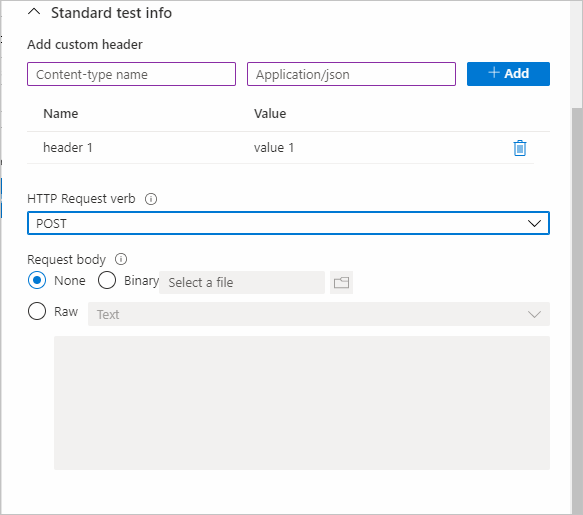 Standard test info
Add custom header
Content-type name Application/json + Add
Name Value
header 1 value 1
HTTP Request verb
POST
Request body
None Binary Select a file
Raw Text